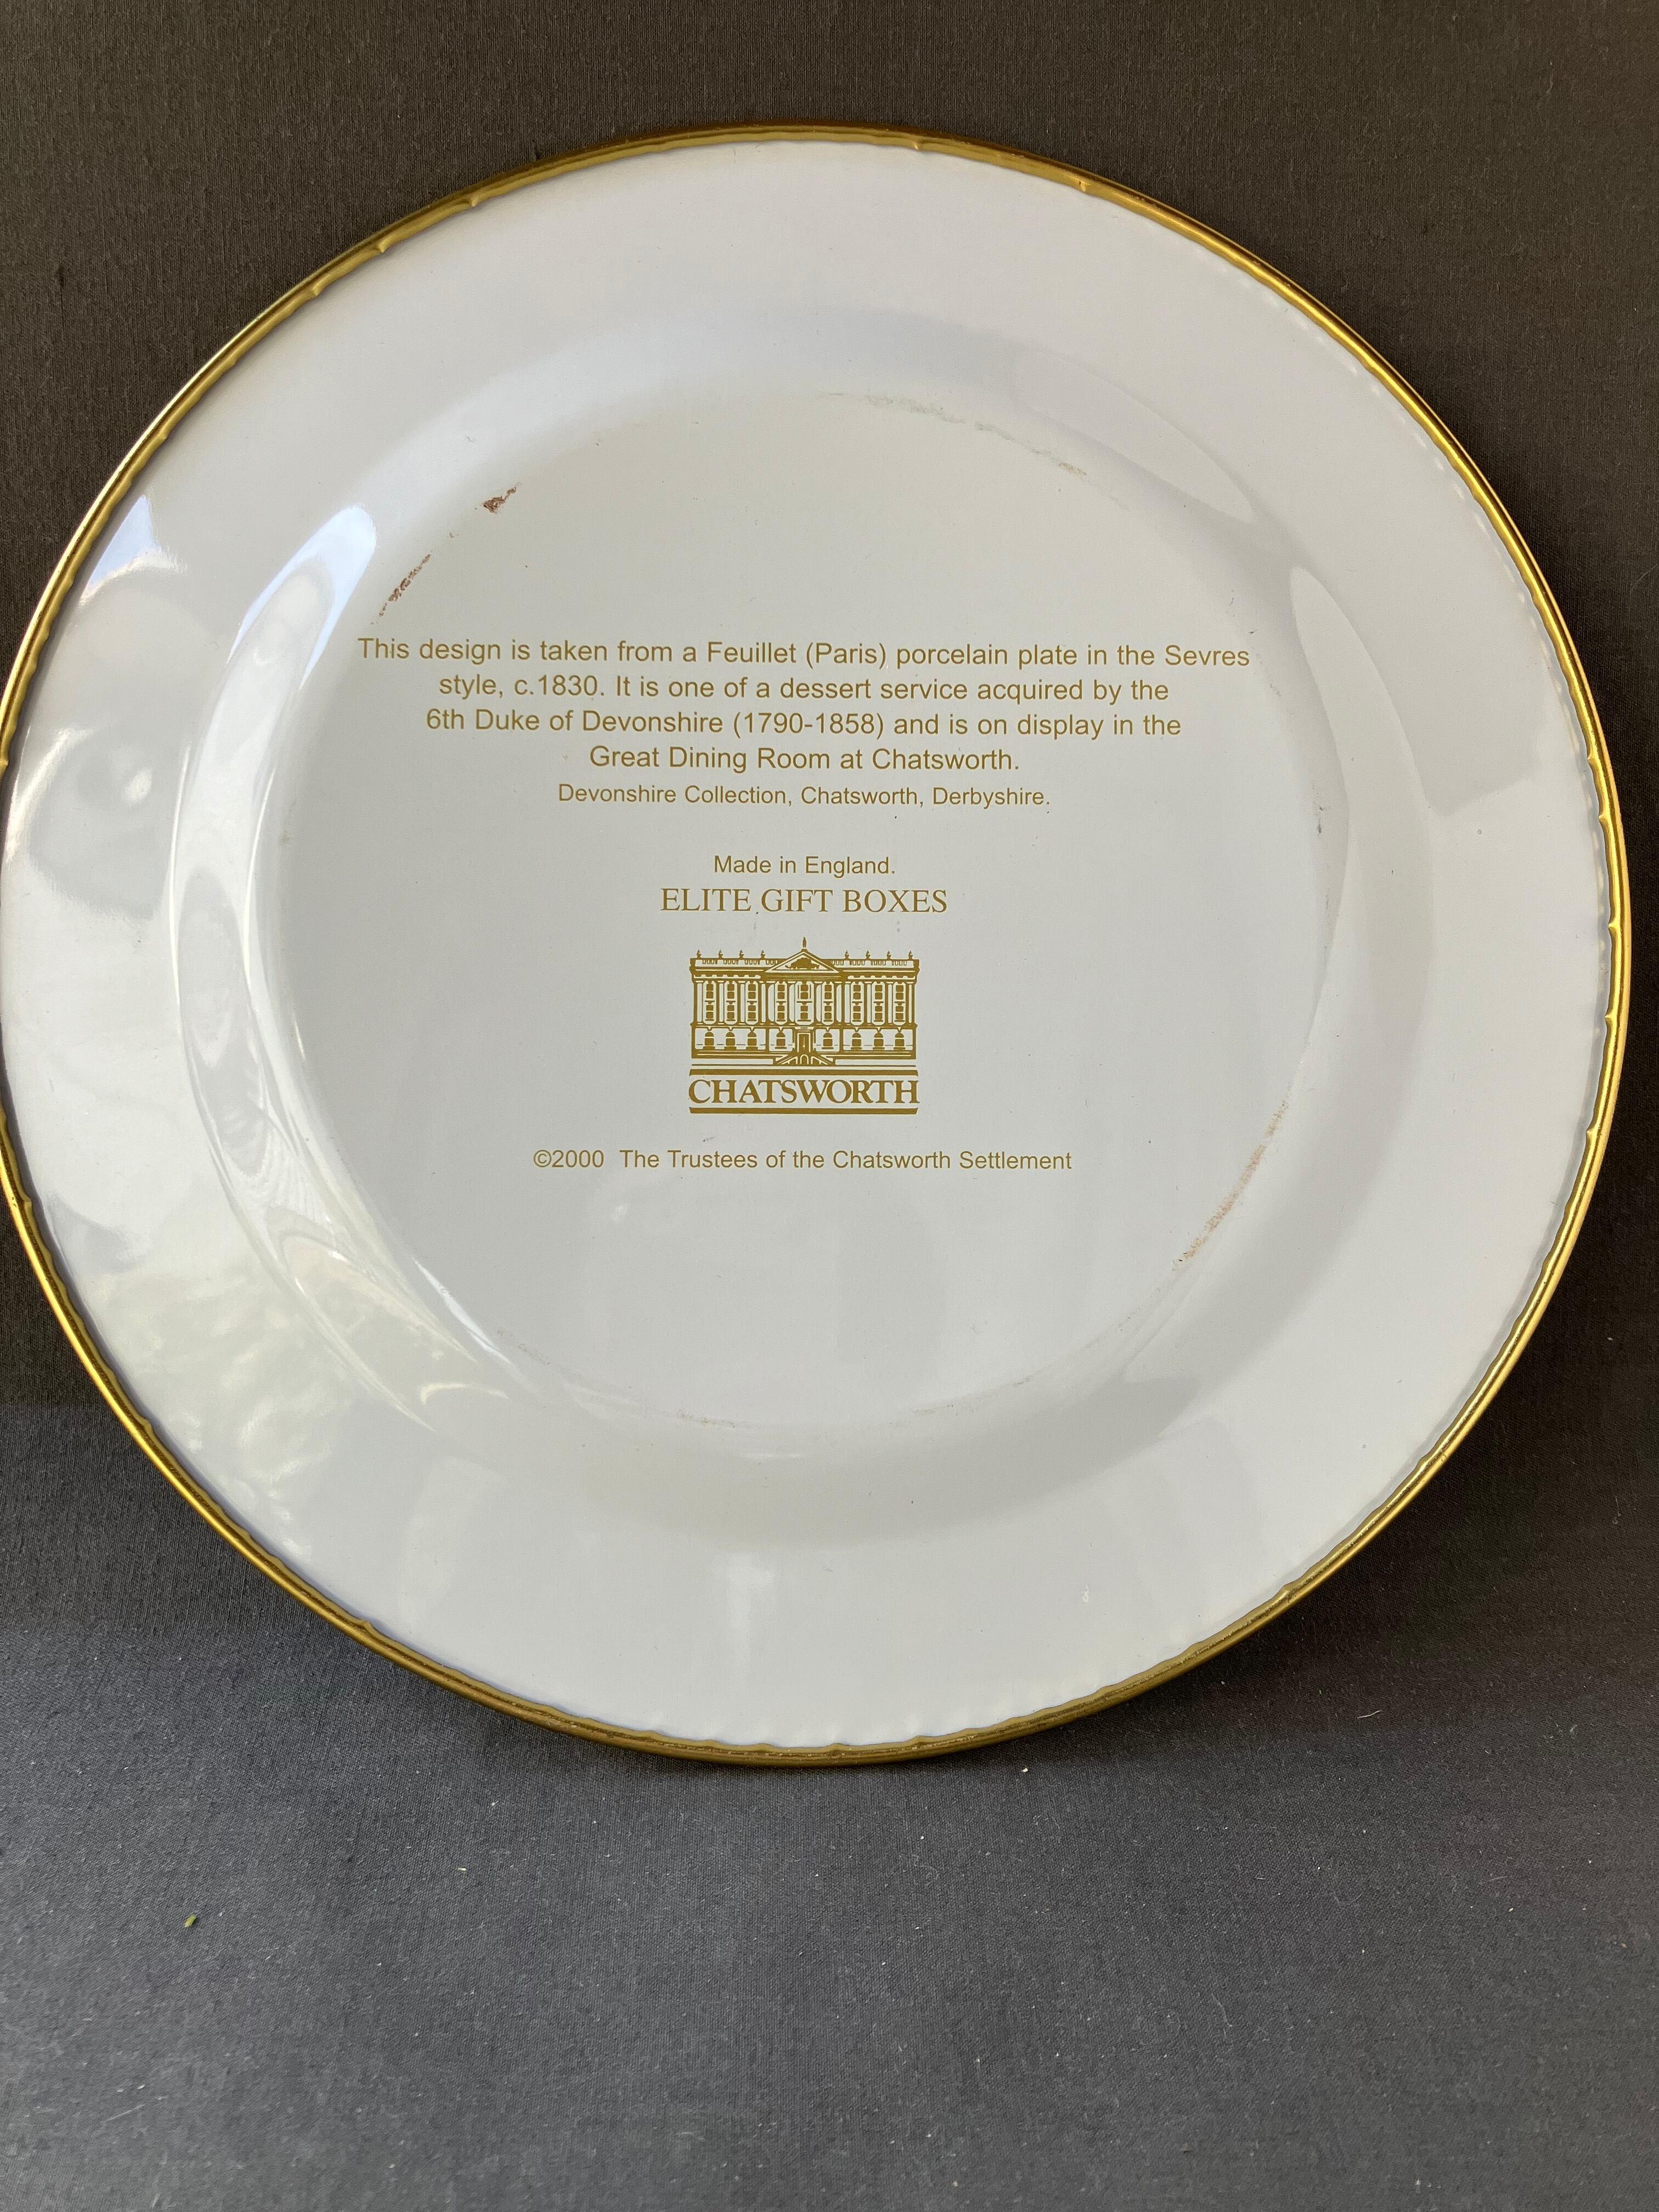 This design is taken from a Feuillet (Paris) porcelain plate in the Sevres
style, c.1830. It is one of a dessert service acquired by the
6th Duke of Devonshire (1790-1858) and is on display in the
Great Dining Room at Chatsworth.
Devonshire Collection, Chatsworth, Derbyshire.
Made in England.
ELITE GIFT BOXES
CHATSWORTH
©2000 The Trustees of the Chatsworth Settlement